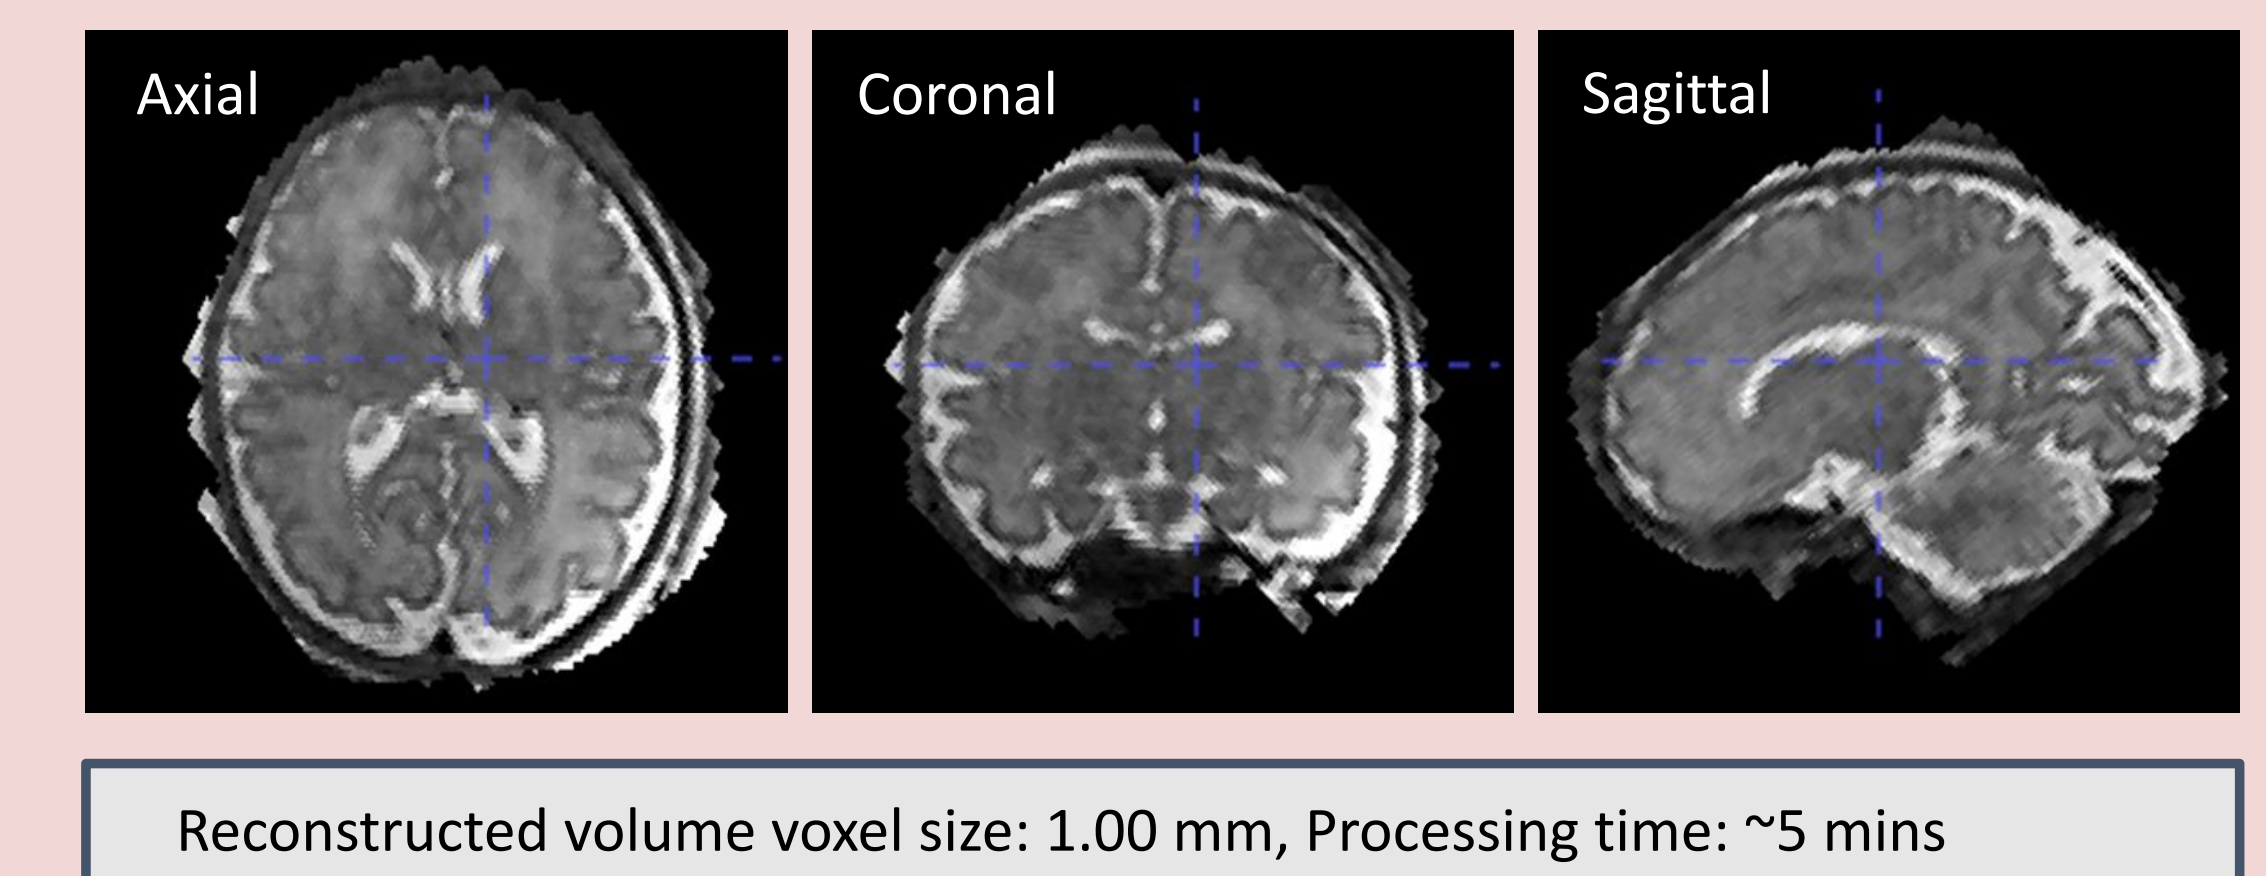 Axial
Coronal
Sagittal
Reconstructed volume voxel size: 1.00 mm, Processing time: ~5 mins